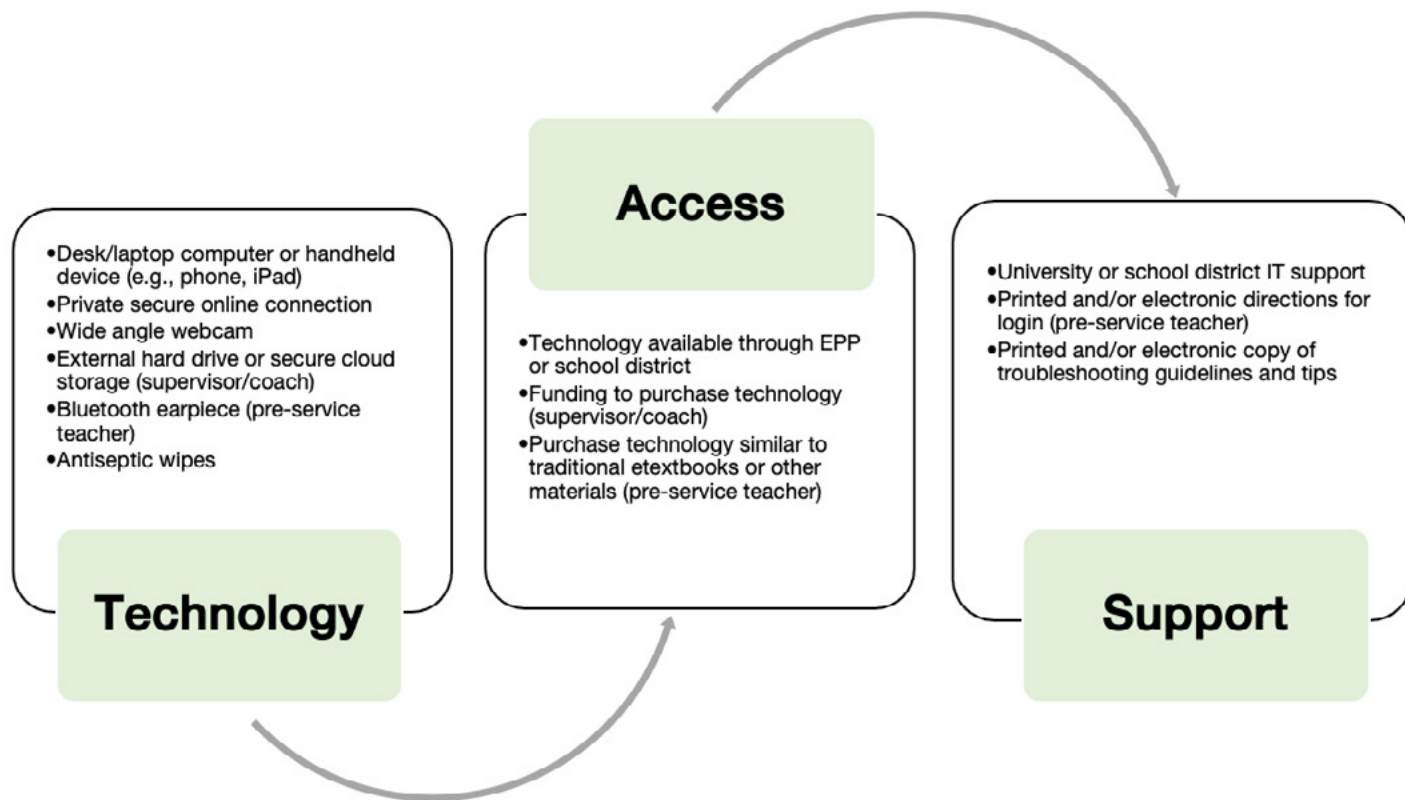 •Desk/laptop computer or handheld
device (e.g., phone, iPad)
•Private secure online connection
•Wide angle webcam
•External hard drive or secure cloud
storage (supervisor/coach)
•Bluetooth earpiece (pre-service
teacher)
•Antiseptic wipes
Technology
Access
•Technology available through EPP
or school district
•Funding to purchase technology
(supervisor/coach)
•Purchase technology similar to
traditional etextbooks or other
materials (pre-service teacher)
•University or school district IT support
•Printed and/or electronic directions for
login (pre-service teacher)
•Printed and/or electronic copy of
troubleshooting guidelines and tips
Support